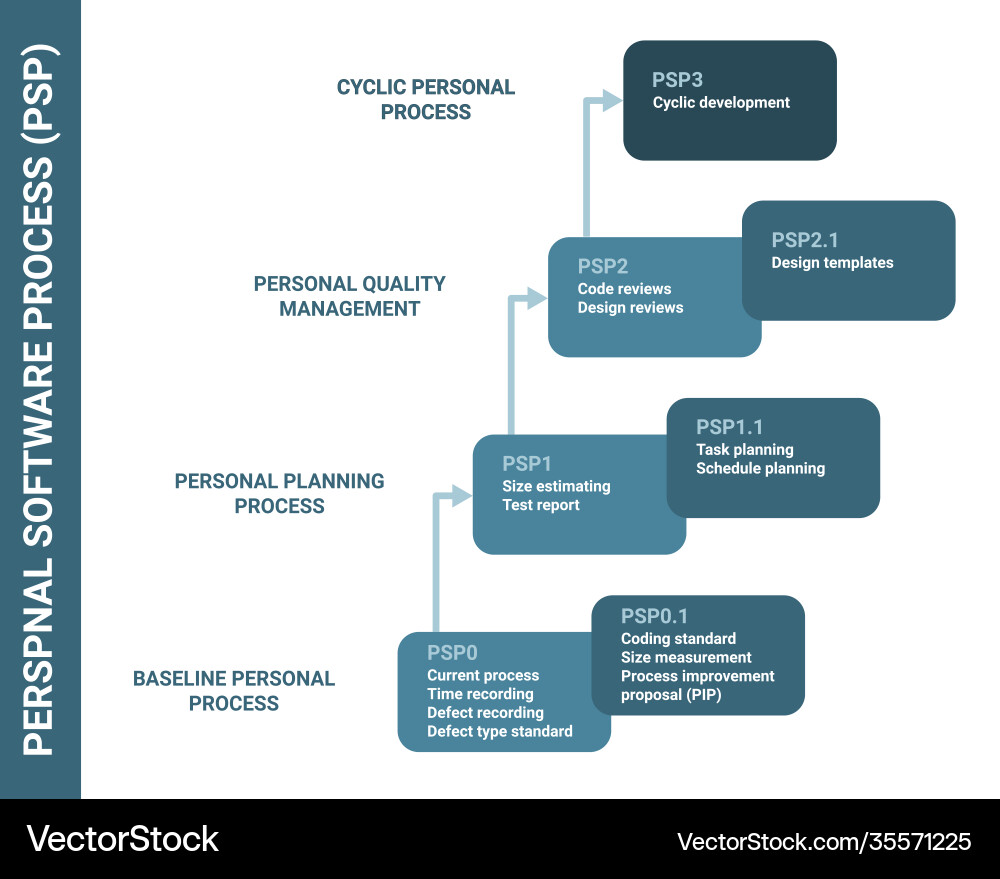 PERSPNAL SOFTWARE PROCESS (PSP)
CYCLIC PERSONAL
PROCESS
PSP3
Cyclic development
PERSONAL QUALITY
MANAGEMENT
PSP2
Code reviews
Design reviews
PSP2.1
Design templates
PERSONAL PLANNING
PROCESS
PSP1
Size estimating
Test report
PSP1.1
Task planning
Schedule planning
BASELINE PERSONAL
PROCESS
PSP0
Current process
Time recording
Defect recording
Defect type standard
PSP0.1
Coding standard
Size measurement
Process improvement
proposal (PIP)
VectorStock
VectorStock.com/35571225